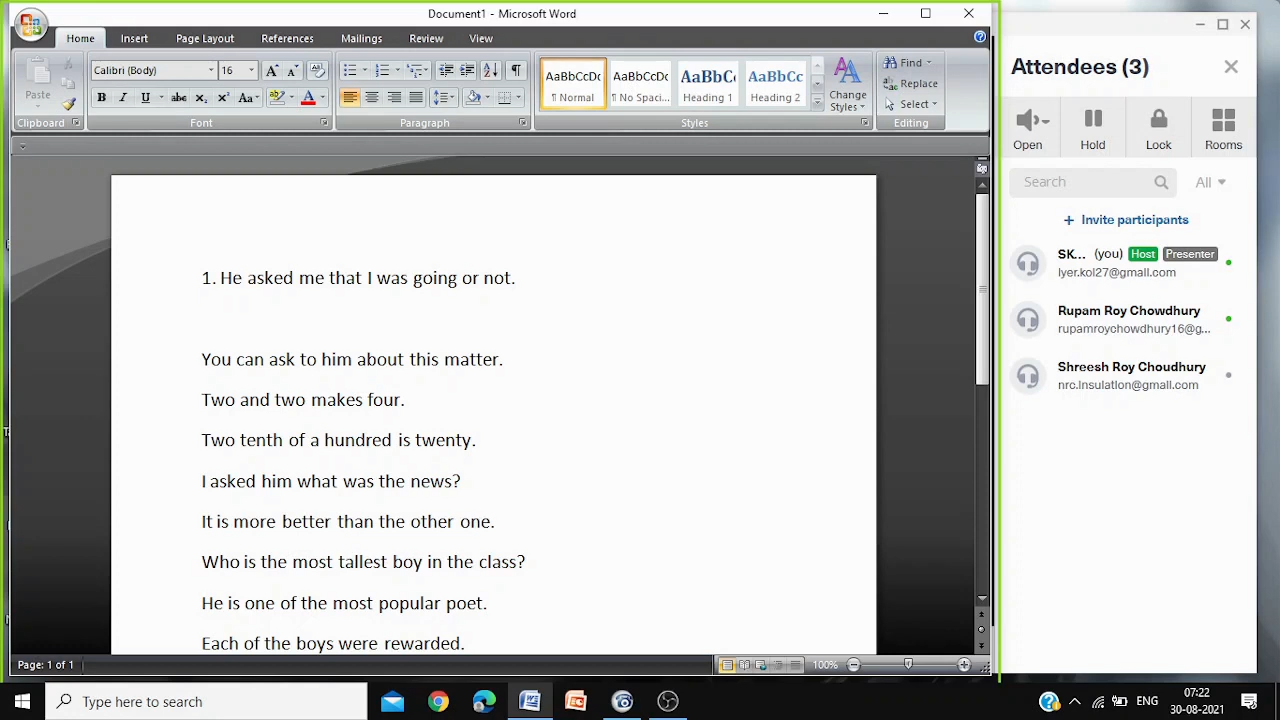 Document1 - Microsoft Word
Home Insert Page Layout References Mailings Review View
Paste
Calibri (Body) 16
AaBbCcDc AaBbCcDc AaBbC AaBbCc
¶ Normal ¶ No Spaci... Heading 1 Heading 2
Change Styles
Find
Replace
Select
Clipboard Font Paragraph Styles Editing
1. He asked me that I was going or not.
You can ask to him about this matter.
Two and two makes four.
Two tenth of a hundred is twenty.
I asked him what was the news?
It is more better than the other one.
Who is the most tallest boy in the class?
He is one of the most popular poet.
Each of the boys were rewarded.
Page: 1 of 1 100%
Attendees (3)
Open Hold Lock Rooms
Search All
+ Invite participants
SK... (you) Host Presenter
lyer.kol27@gmail.com
Rupam Roy Chowdhury
rupamroychowdhury16@g...
Shreesh Roy Choudhury
nrc.insulation@gmail.com
Type here to search
ENG
07:22
30-08-2021